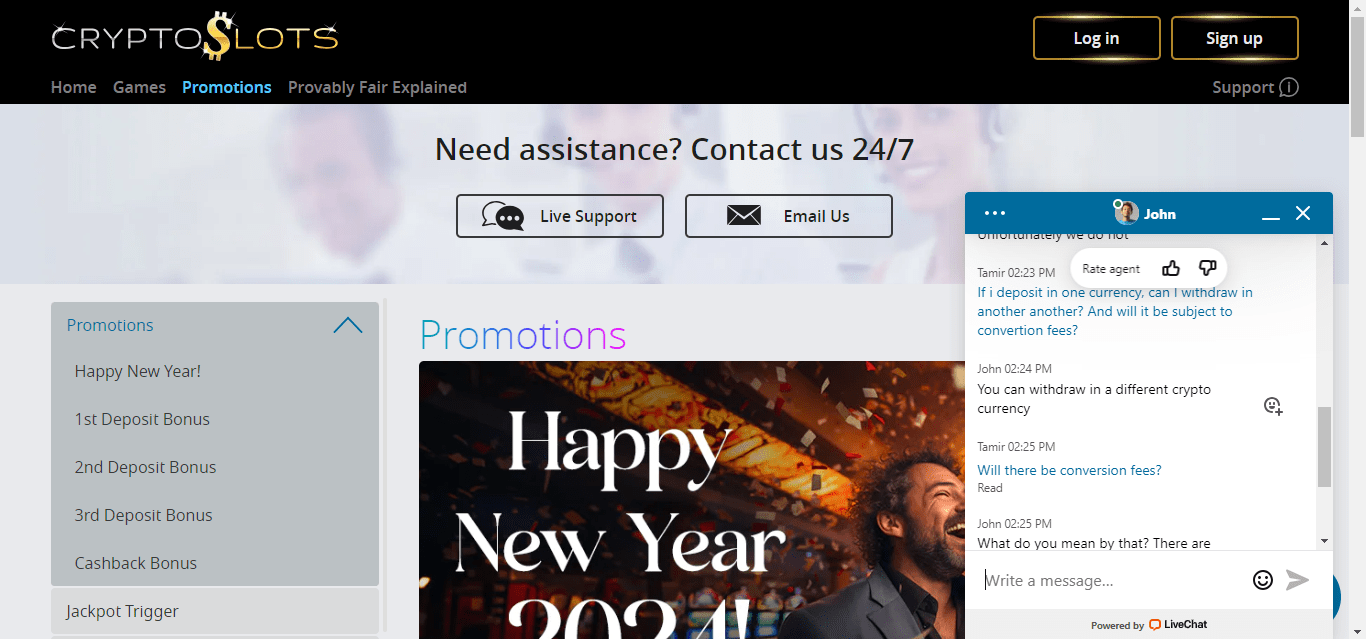 CRYPTO$LOTS
Log in
Sign up
Home
Games
Promotions
Provably Fair Explained
Support
Need assistance? Contact us 24/7
Live Support
Email Us
Promotions
Happy New Year!
1st Deposit Bonus
2nd Deposit Bonus
3rd Deposit Bonus
Cashback Bonus
Jackpot Trigger
Promotions
Happy
New Year
2024!
John
Unfortunately we do not
Rate agent
Tamir 02:23 PM
If i deposit in one currency, can I withdraw in
another another? And will it be subject to
convertion fees?
John 02:24 PM
You can withdraw in a different crypto
currency
Tamir 02:25 PM
Will there be conversion fees?
Read
John 02:25 PM
What do you mean by that? There are
Write a message...
Powered by LiveChat